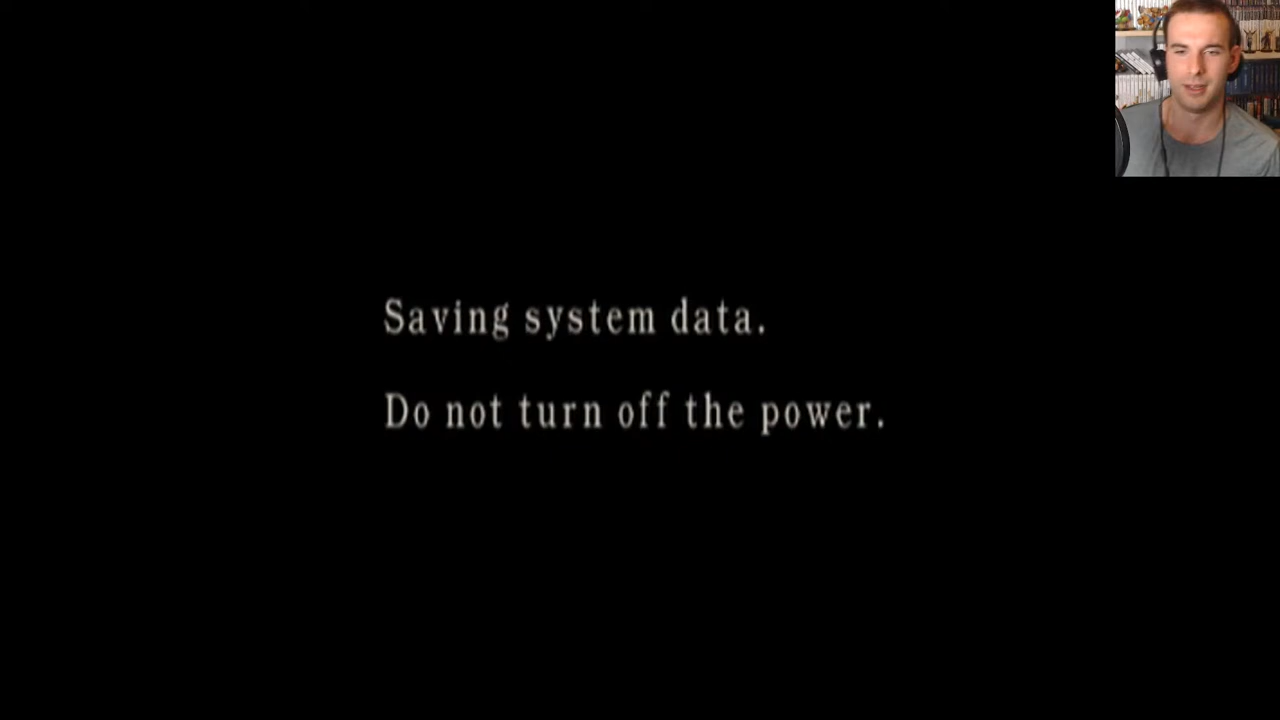 Saving system data.
Do not turn off the power.